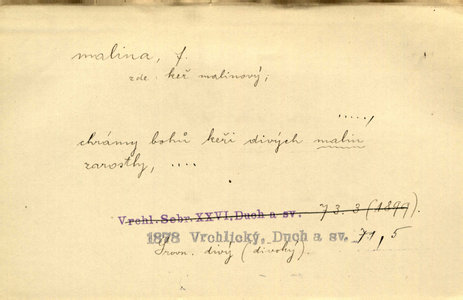 malina, f.
zde: keř malinový;
....,
chrámy bohů keři divých malin
zarostly, ....
Vrchl. Sebr. XXVI. Duch a sv. 73. 3 (1899).
1878 Vrchlický, Duch a sv. 71, 5
Srovn. divý (divoký).